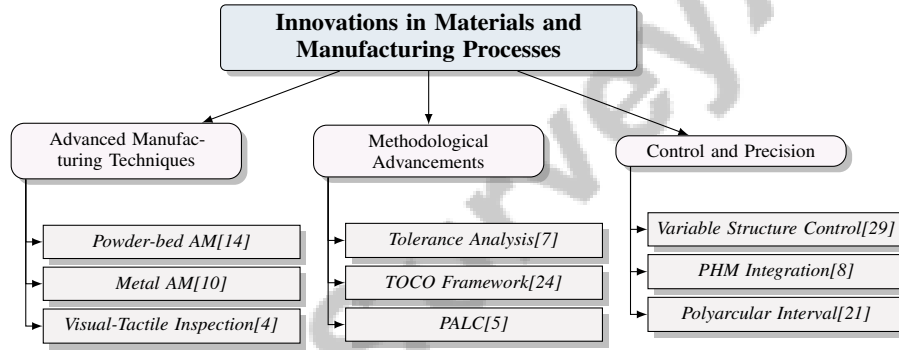 Innovations in Materials and
Manufacturing Processes
Advanced Manufac-
turing Techniques
Powder-bed AM[14]
Metal AM[10]
Visual-Tactile Inspection[4]
Methodological
Advancements
Tolerance Analysis[7]
TOCO Framework[24]
PALC[5]
Control and Precision
Variable Structure Control[29]
PHM Integration[8]
Polyarcular Interval[21]